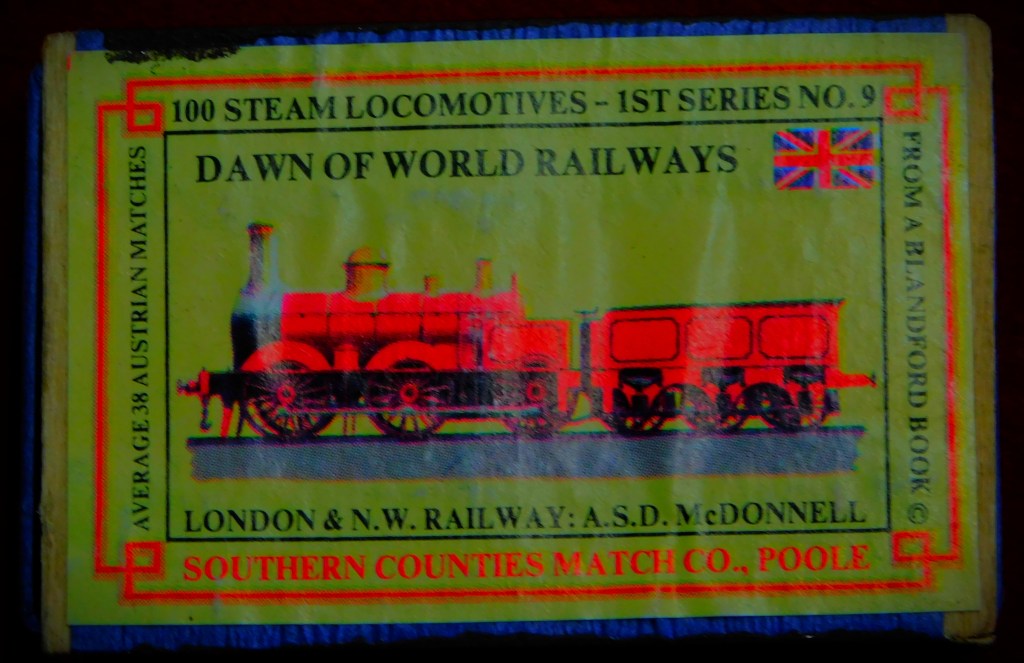 100 STEAM LOCOMOTIVES - 1ST SERIES NO. 9
DAWN OF WORLD RAILWAYS
AVERAGE 38 AUSTRIAN MATCHES
FROM A BLANDFORD BOOK ©
LONDON & N.W. RAILWAY: A.S.D. McDONNELL
SOUTHERN COUNTIES MATCH CO., POOLE